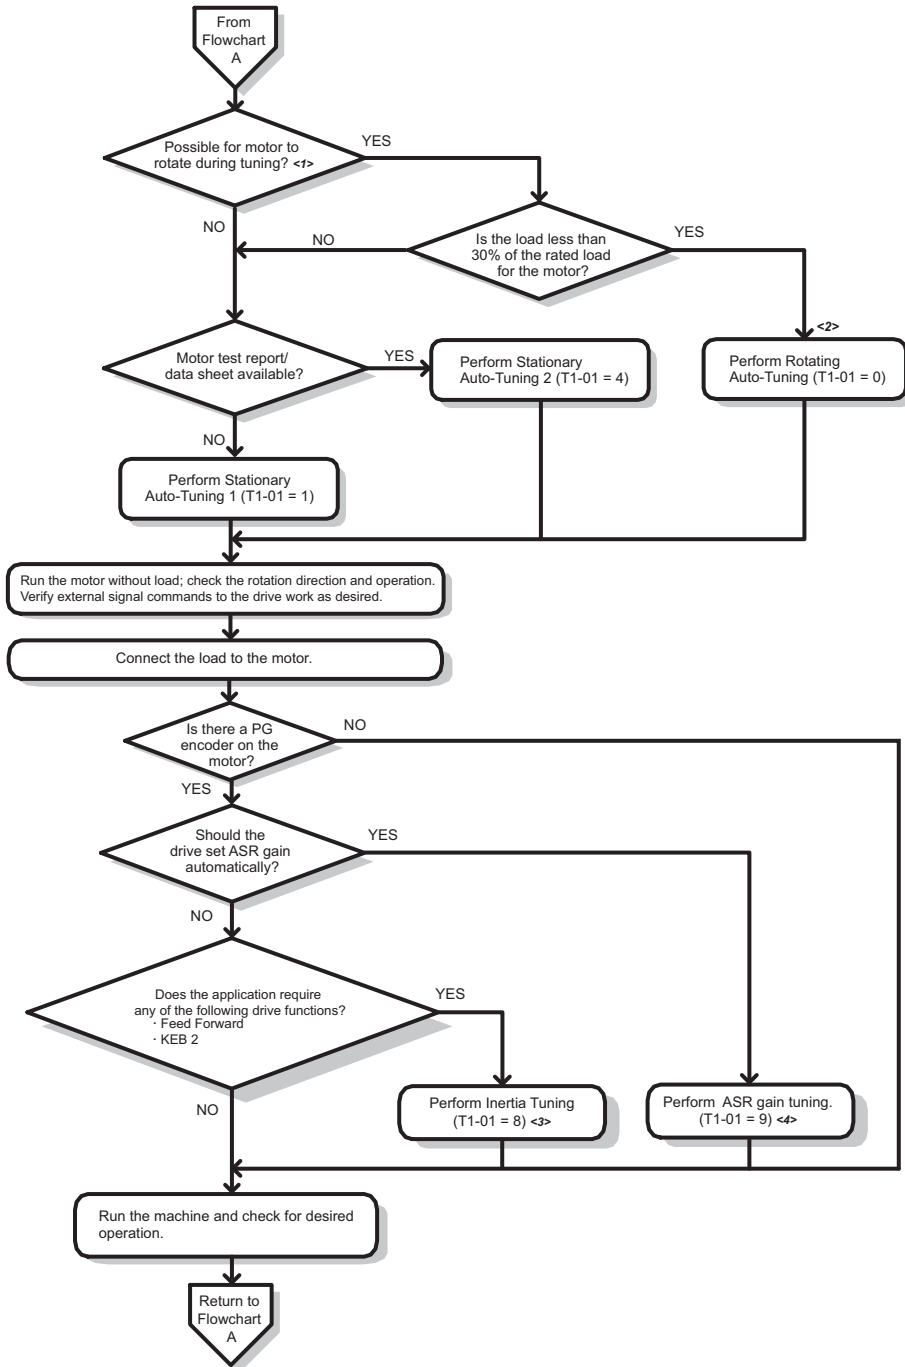 From
Flowchart
A
Possible for motor to
rotate during tuning? <1>
YES
NO
Is the load less than
30% of the rated load
for the motor?
NO
YES
<2>
Motor test report/
data sheet available?
YES
Perform Stationary
Auto-Tuning 2 (T1-01 = 4)
Perform Rotating
Auto-Tuning (T1-01 = 0)
NO
Perform Stationary
Auto-Tuning 1 (T1-01 = 1)
Run the motor without load; check the rotation direction and operation.
Verify external signal commands to the drive work as desired.
Connect the load to the motor.
Is there a PG
encoder on the
motor?
NO
YES
Should the
drive set ASR gain
automatically?
YES
NO
Does the application require
any of the following drive functions?
· Feed Forward
· KEB 2
YES
NO
Perform Inertia Tuning
(T1-01 = 8) <3>
Perform ASR gain tuning.
(T1-01 = 9) <4>
Run the machine and check for desired
operation.
Return to
Flowchart
A